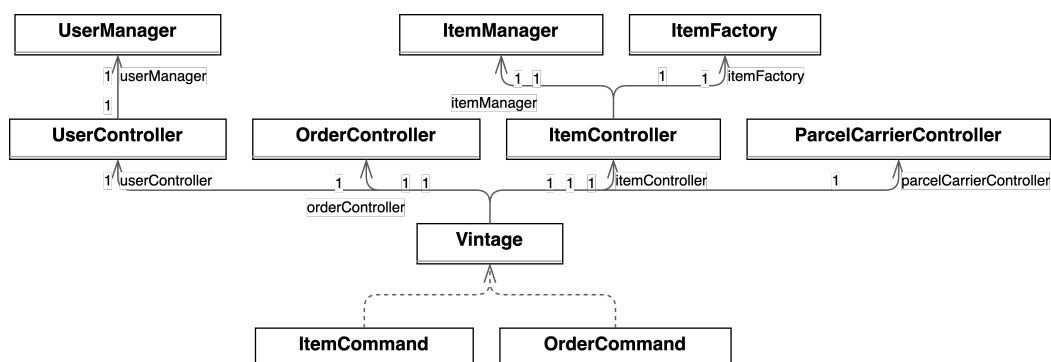 UserManager
ItemManager
ItemFactory
1 userManager
1 1
1 1 itemFactory
itemManager
1
UserController
OrderController
ItemController
ParcelCarrierController
1 userController
1 1 1
1 1 1 itemController
1 parcelCarrierController
orderController
Vintage
ItemCommand
OrderCommand